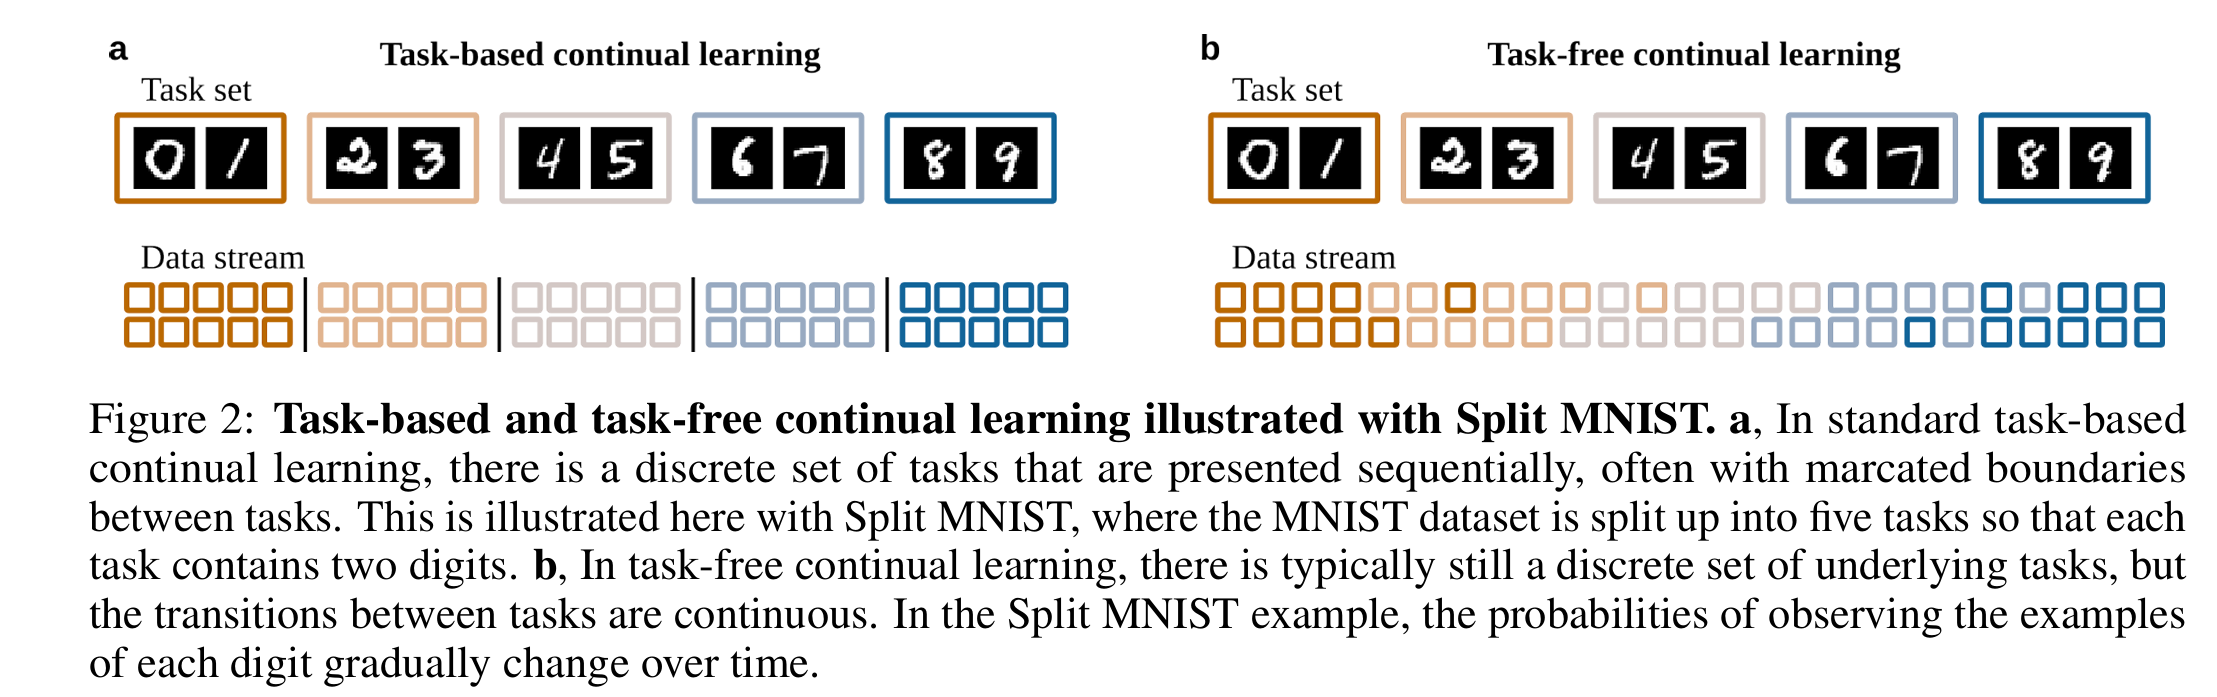 a
Task-based continual learning
Task set
0 1 2 3 4 5 6 7 8 9
Data stream
b
Task-free continual learning
Task set
0 1 2 3 4 5 6 7 8 9
Data stream
Figure 2: Task-based and task-free continual learning illustrated with Split MNIST. a, In standard task-based
continual learning, there is a discrete set of tasks that are presented sequentially, often with marcated boundaries
between tasks. This is illustrated here with Split MNIST, where the MNIST dataset is split up into five tasks so that each
task contains two digits. b, In task-free continual learning, there is typically still a discrete set of underlying tasks, but
the transitions between tasks are continuous. In the Split MNIST example, the probabilities of observing the examples
of each digit gradually change over time.